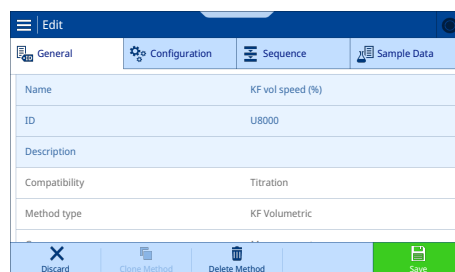 Edit
General Configuration Sequence Sample Data
Name KF vol speed (%)
ID U8000
Description
Compatibility Titration
Method type KF Volumetric
Discard Clone Method Delete Method Save